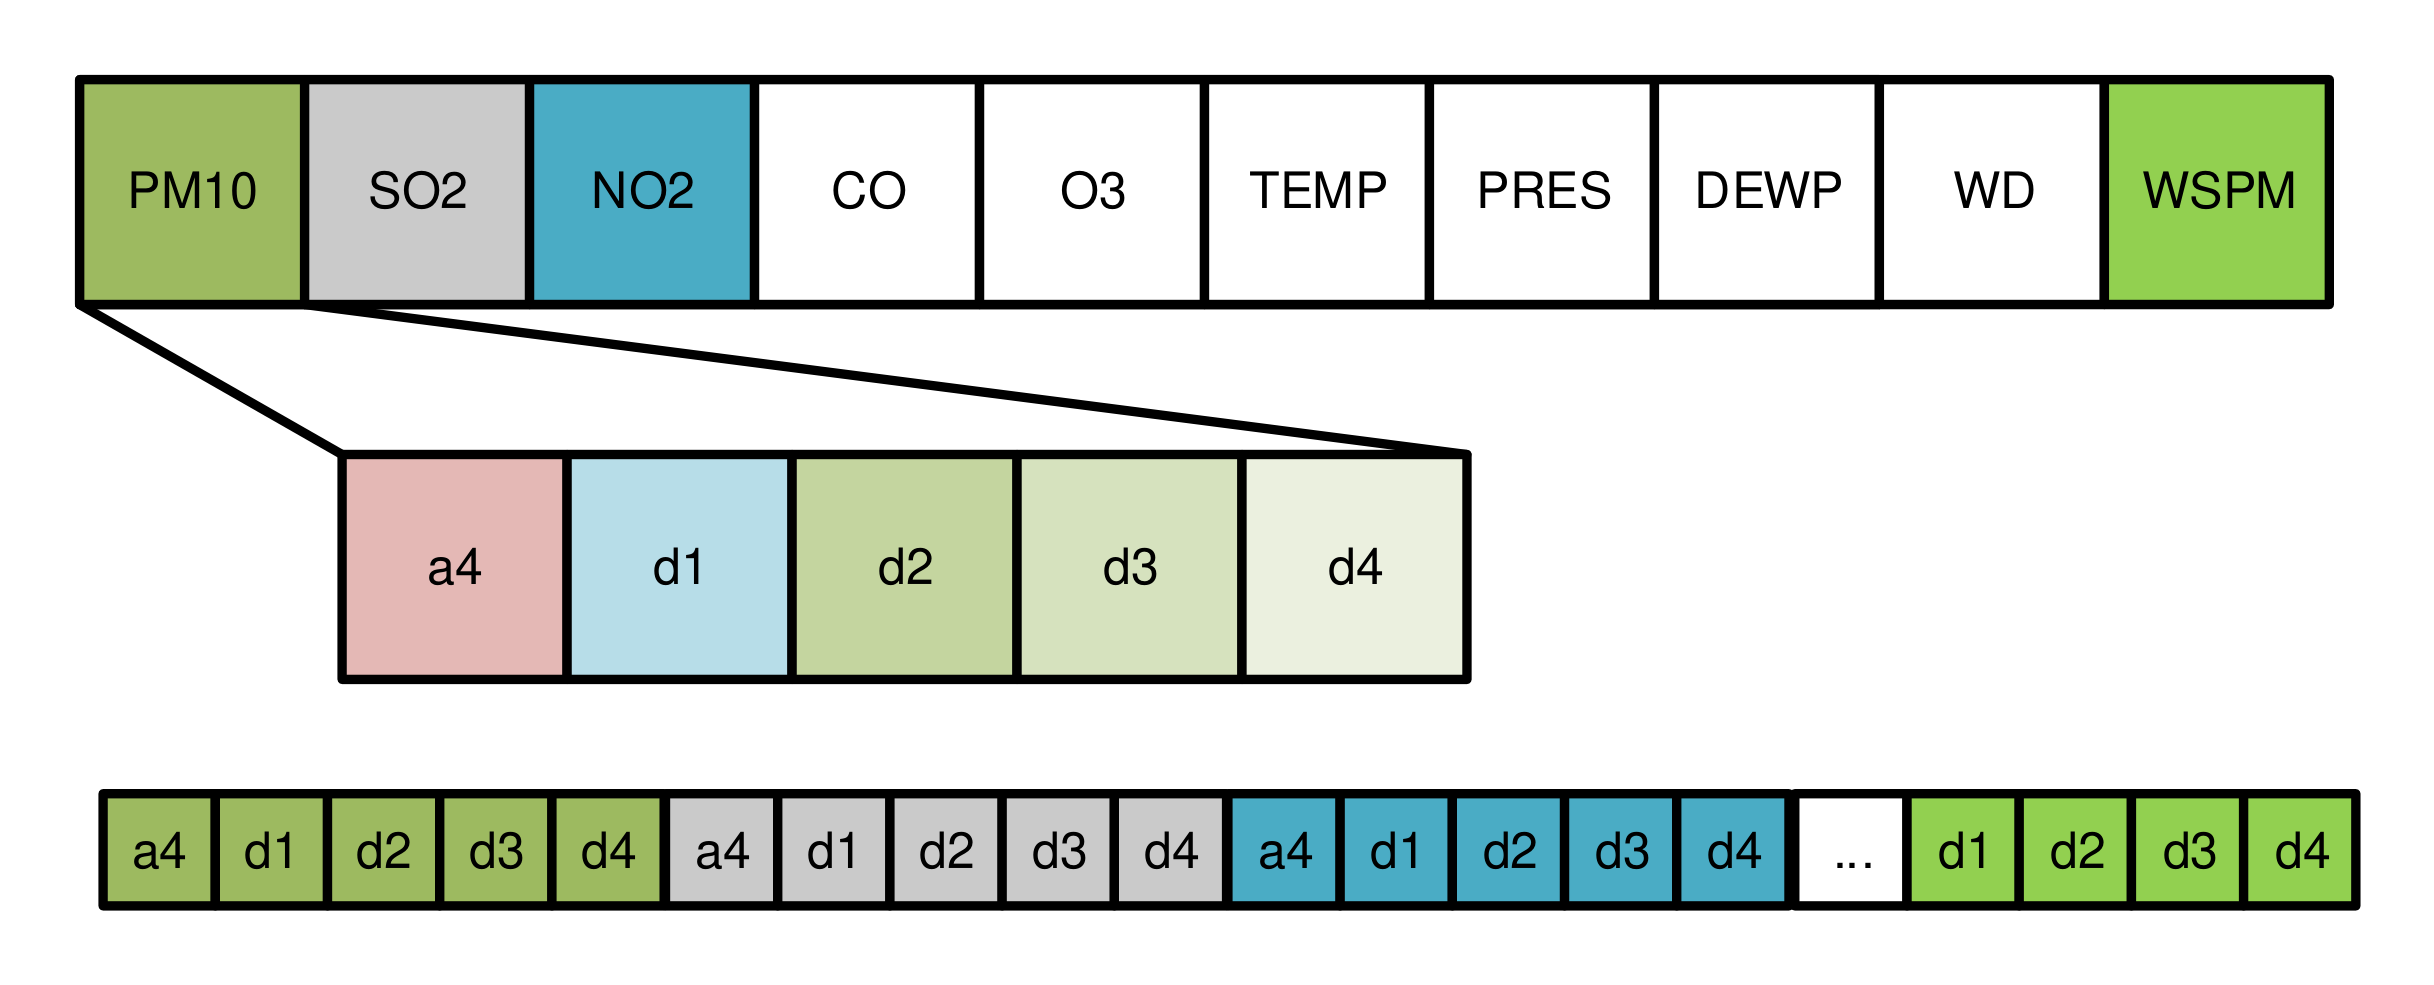 PM10 SO2 NO2 CO O3 TEMP PRES DEWP WD WSPM
a4 d1 d2 d3 d4
a4 d1 d2 d3 d4 a4 d1 d2 d3 d4 a4 d1 d2 d3 d4 ... d1 d2 d3 d4